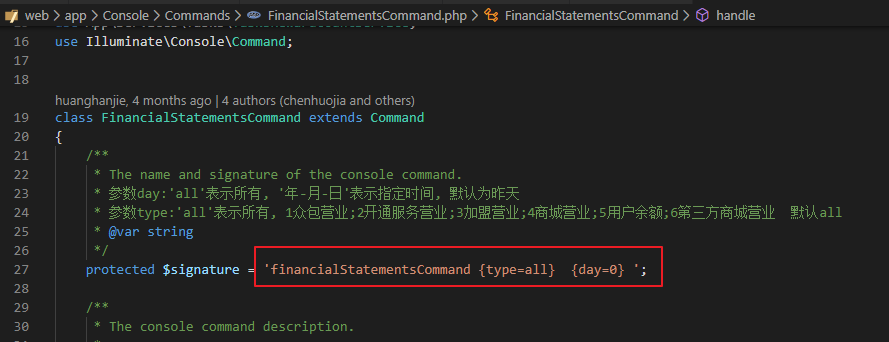 web > app > Console > Commands > FinancialStatementsCommand.php > FinancialStatementsCommand > handle
16 use Illuminate\Console\Command;
17
18
huanghanjie, 4 months ago | 4 authors (chenhuojia and others)
19 class FinancialStatementsCommand extends Command
20 {
21 /**
22 * The name and signature of the console command.
23 * 参数day:'all'表示所有, '年-月-日'表示指定时间, 默认为昨天
24 * 参数type:'all'表示所有, 1众包营业;2开通服务营业;3加盟营业;4商城营业;5用户余额;6第三方商城营业 默认all
25 * @var string
26 */
27 protected $signature = 'financialStatementsCommand {type=all}  {day=0} ';
28
29 /**
30 * The console command description.